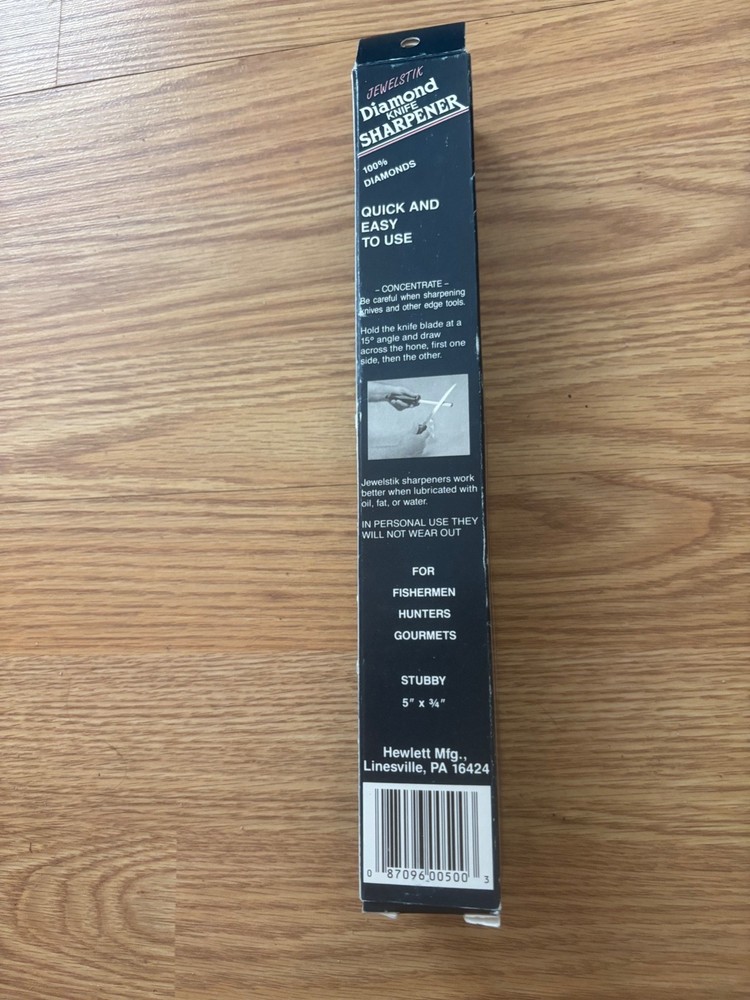 JEWELSTIK
Diamond
KNIFE
SHARPENER
100%
DIAMONDS
QUICK AND
EASY
TO USE
– CONCENTRATE –
Be careful when sharpening
knives and other edge tools.
Hold the knife blade at a
15° angle and draw
across the hone, first one
side, then the other.
Jewelstik sharpeners work
better when lubricated with
oil, fat, or water.
IN PERSONAL USE THEY
WILL NOT WEAR OUT
FOR
FISHERMEN
HUNTERS
GOURMETS
STUBBY
5" x ¾"
Hewlett Mfg.,
Linesville, PA 16424
0 87096 00500 3